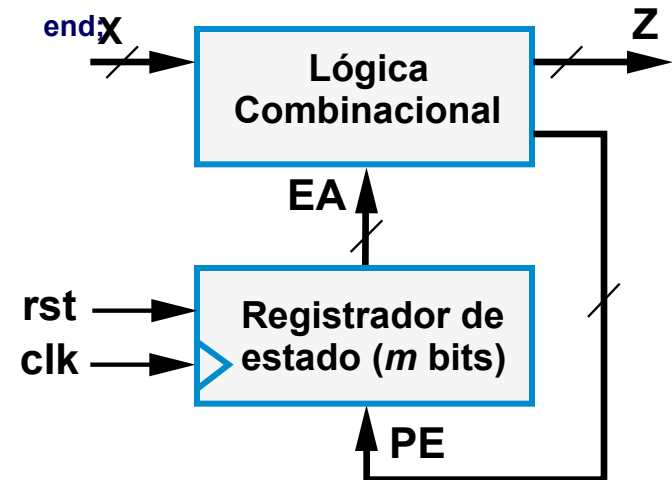 end;
X
Z
Lógica
Combinacional
EA
rst
clk
Registrador de
estado (m bits)
PE